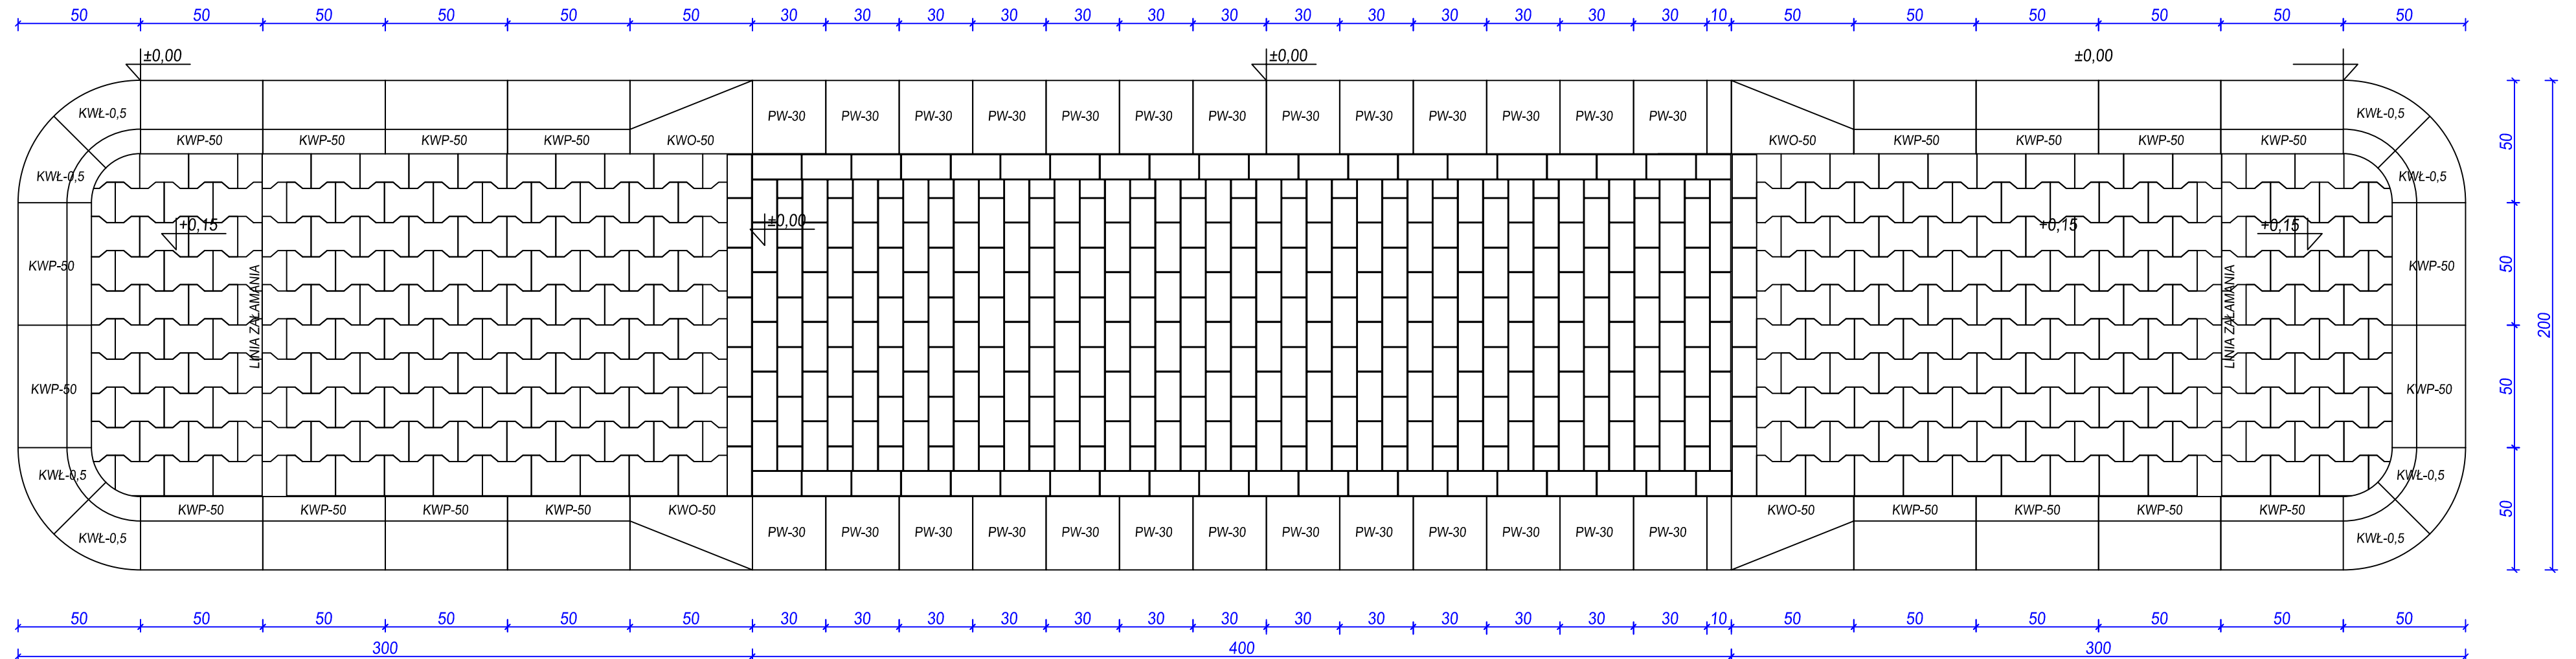 50 50 50 50 50 50 30 30 30 30 30 30 30 30 30 30 30 30 30 10 50 50 50 50 50 50
±0,00 ±0,00 ±0,00
KWŁ-0,5 PW-30 PW-30 PW-30 PW-30 PW-30 PW-30 PW-30 PW-30 PW-30 PW-30 PW-30 PW-30 PW-30 KWŁ-0,5
KWP-50 KWP-50 KWP-50 KWP-50 KWO-50 KWO-50 KWP-50 KWP-50 KWP-50 KWP-50
50
KWŁ-0,5 KWŁ-0,5
+0,15 ±0,00 +0,15 +0,15
KWP-50 KWP-50
50
LINIA ZAŁAMANIA LINIA ZAŁAMANIA
200
KWP-50 KWP-50
50
KWŁ-0,5 KWŁ-0,5
KWP-50 KWP-50 KWP-50 KWP-50 KWO-50 KWO-50 KWP-50 KWP-50 KWP-50 KWP-50
50
KWŁ-0,5 PW-30 PW-30 PW-30 PW-30 PW-30 PW-30 PW-30 PW-30 PW-30 PW-30 PW-30 PW-30 PW-30 KWŁ-0,5
50 50 50 50 50 50 30 30 30 30 30 30 30 30 30 30 30 30 30 10 50 50 50 50 50 50
300 400 300